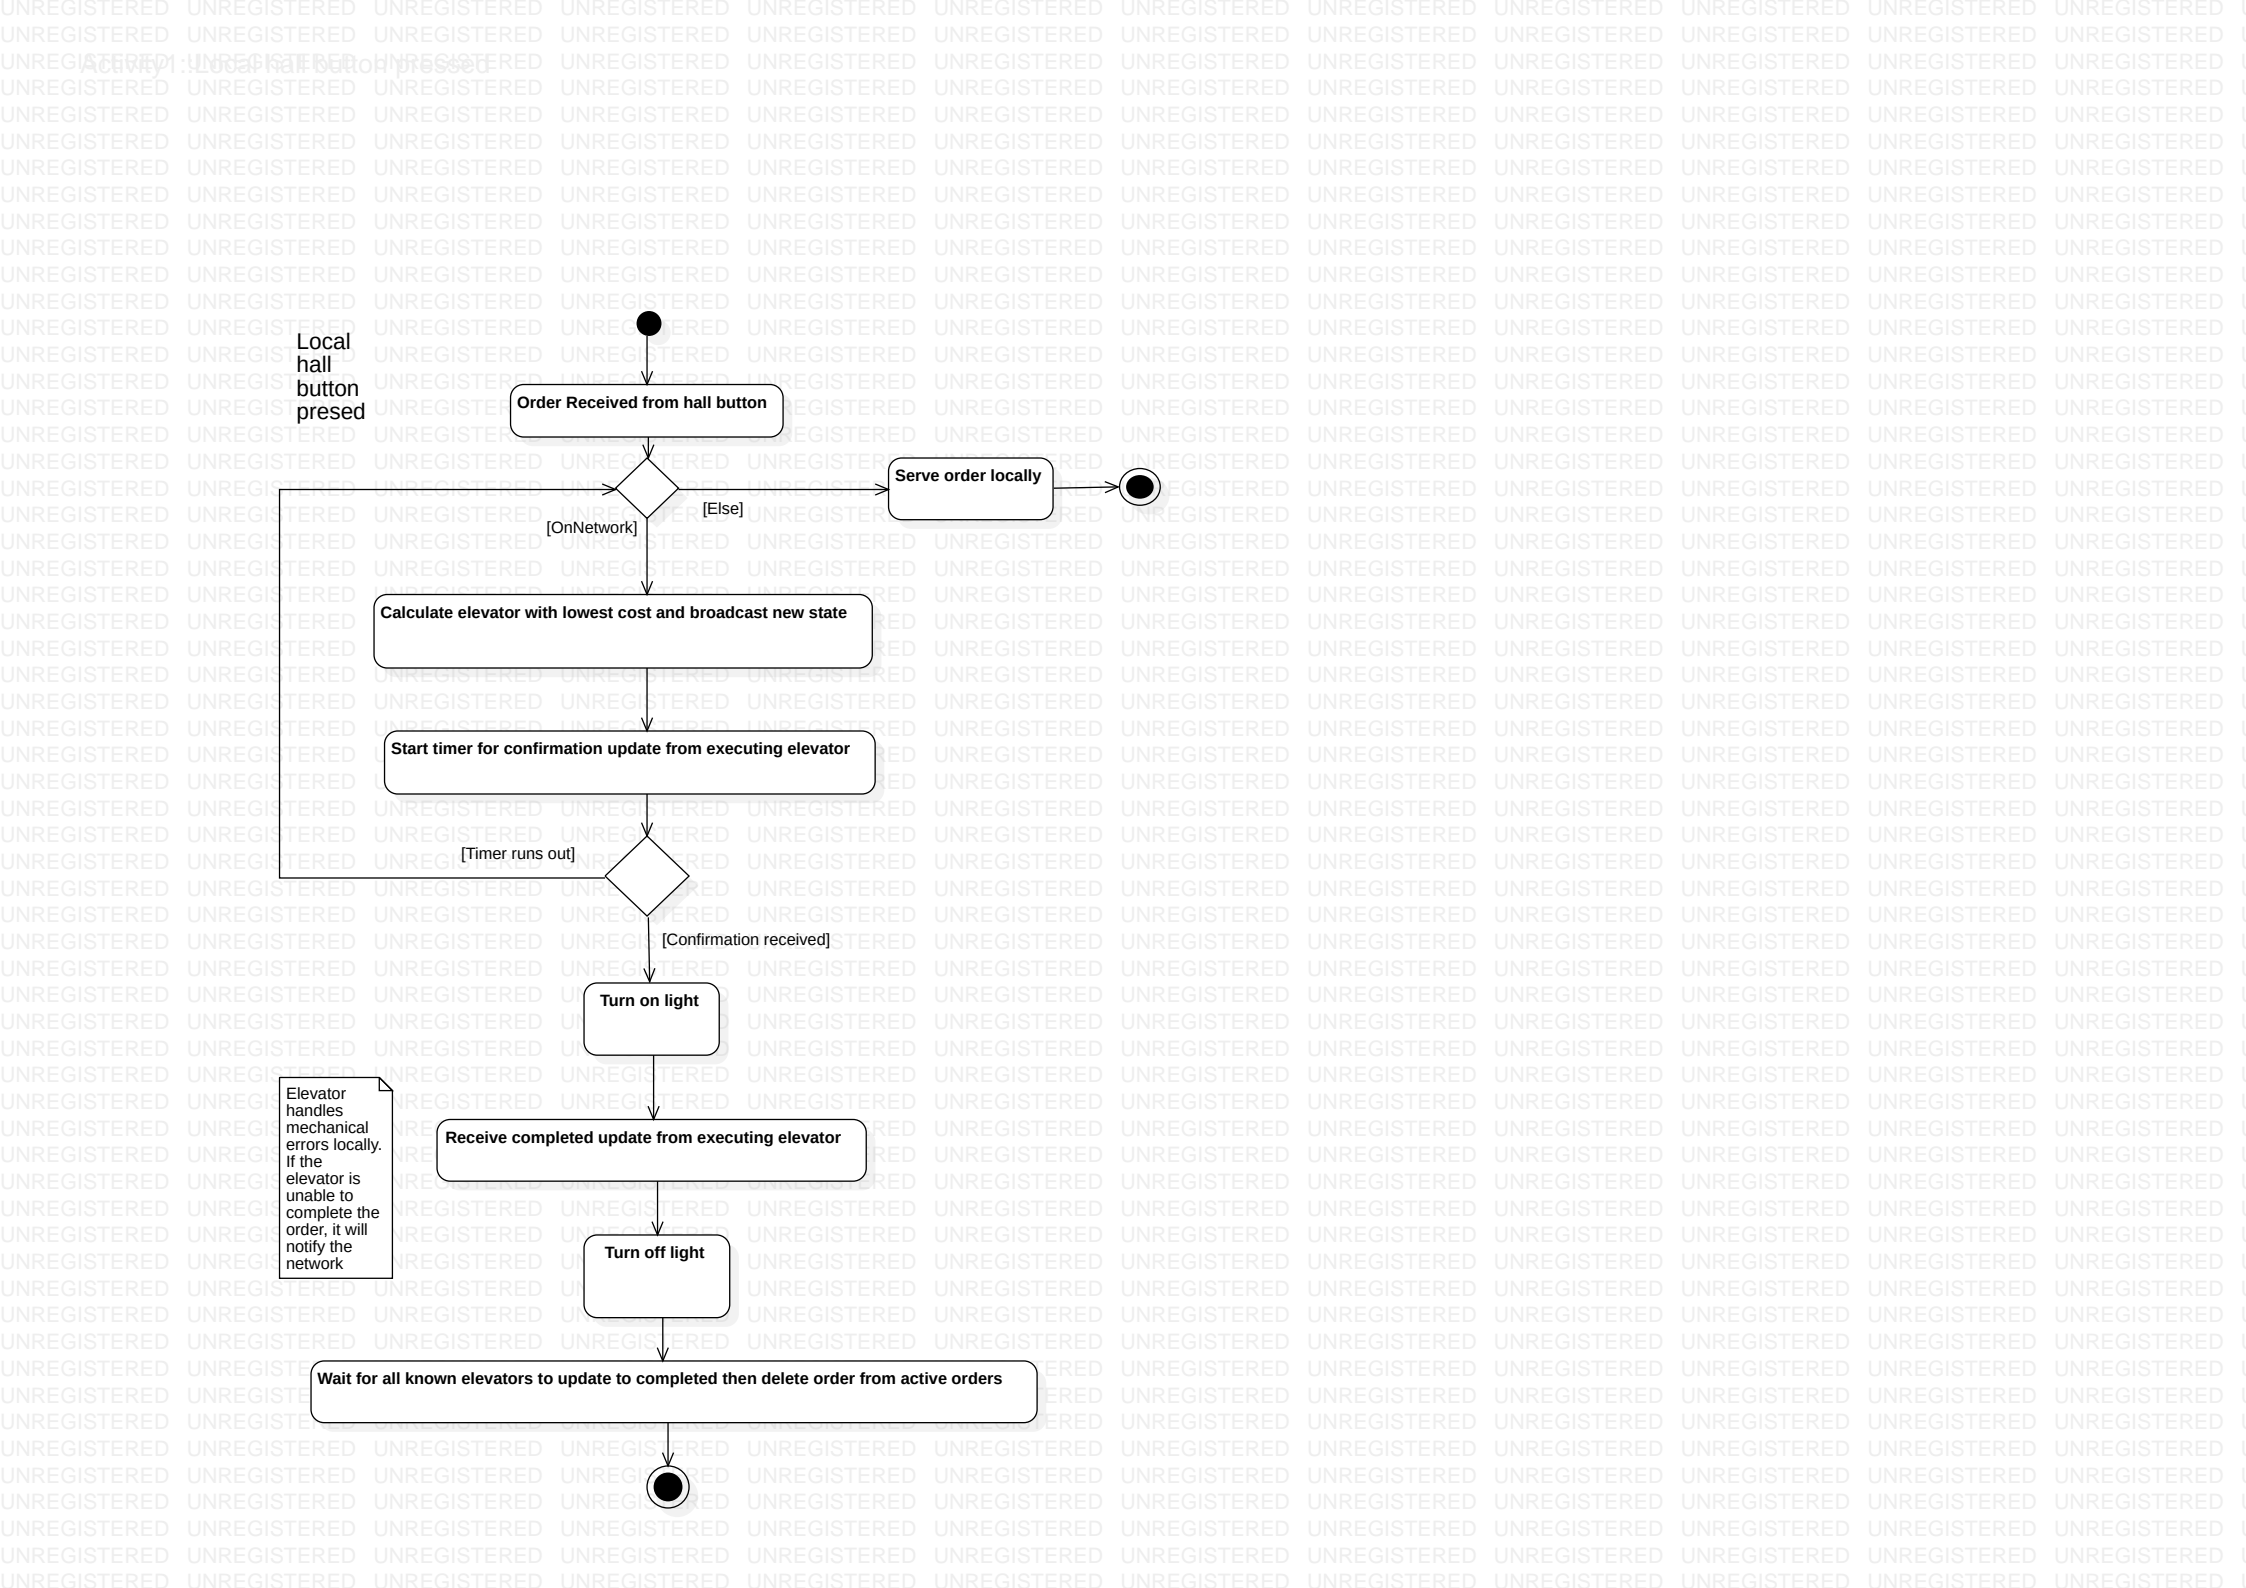 Activity1::Local hall button pressed
Local
hall
button
presed
Order Received from hall button
Serve order locally
[Else]
[OnNetwork]
Calculate elevator with lowest cost and broadcast new state
Start timer for confirmation update from executing elevator
[Timer runs out]
[Confirmation received]
Turn on light
Elevator
handles
mechanical
errors locally.
If the
elevator is
unable to
complete the
order, it will
notify the
network
Receive completed update from executing elevator
Turn off light
Wait for all known elevators to update to completed then delete order from active orders
UNREGISTERED